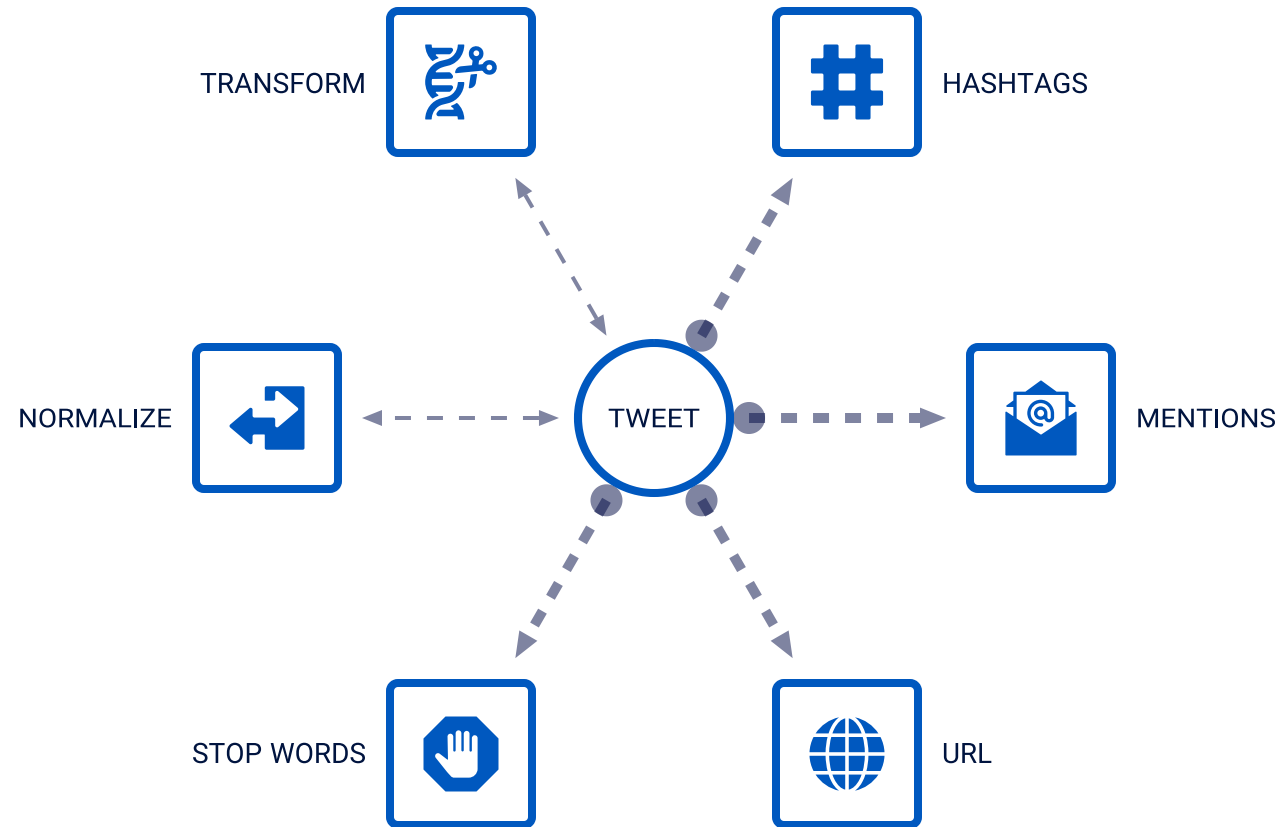 TRANSFORM
HASHTAGS
NORMALIZE
TWEET
@
MENTIONS
STOP WORDS
URL